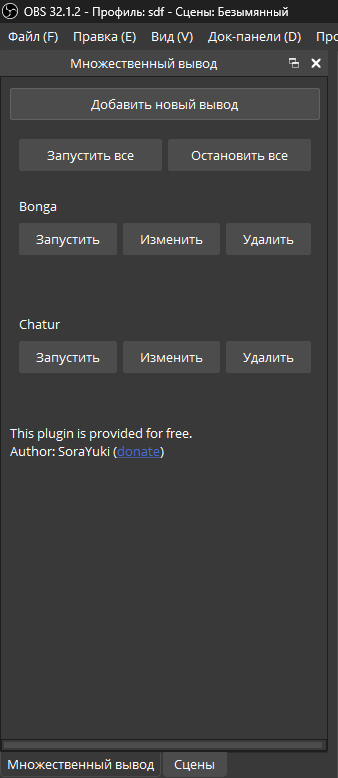 OBS 32.1.2 - Профиль: sdf - Сцены: Безымянный
Файл (F) Правка (E) Вид (V) Док-панели (D)
Множественный вывод
Добавить новый вывод
Запустить все Остановить все
Bonga
Запустить Изменить Удалить
Chatur
Запустить Изменить Удалить
This plugin is provided for free.
Author: SoraYuki (donate)
Множественный вывод Сцены